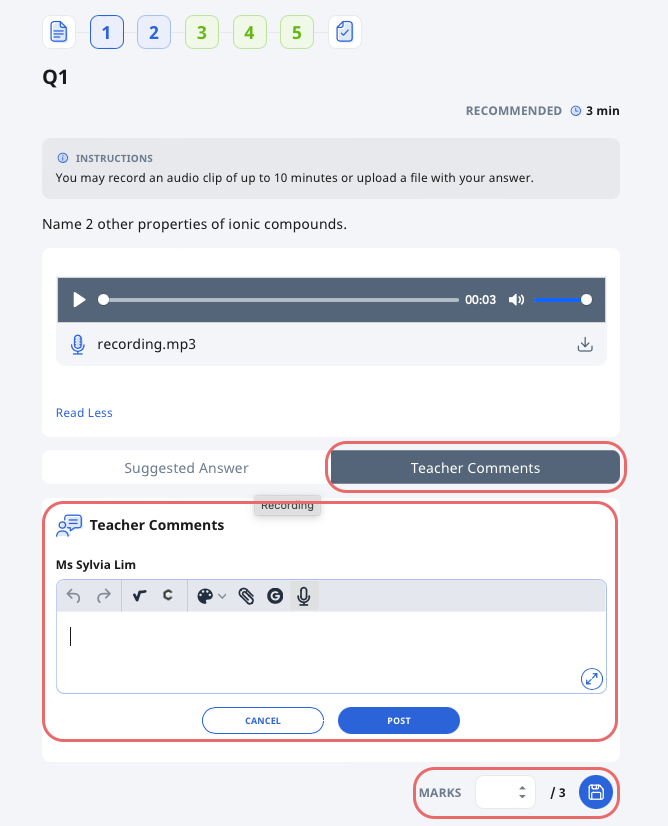 1 2 3 4 5
Q1
RECOMMENDED 3 min
INSTRUCTIONS
You may record an audio clip of up to 10 minutes or upload a file with your answer.
Name 2 other properties of ionic compounds.
00:03
recording.mp3
Read Less
Suggested Answer Teacher Comments
Recording
Teacher Comments
Ms Sylvia Lim
C G
CANCEL POST
MARKS / 3